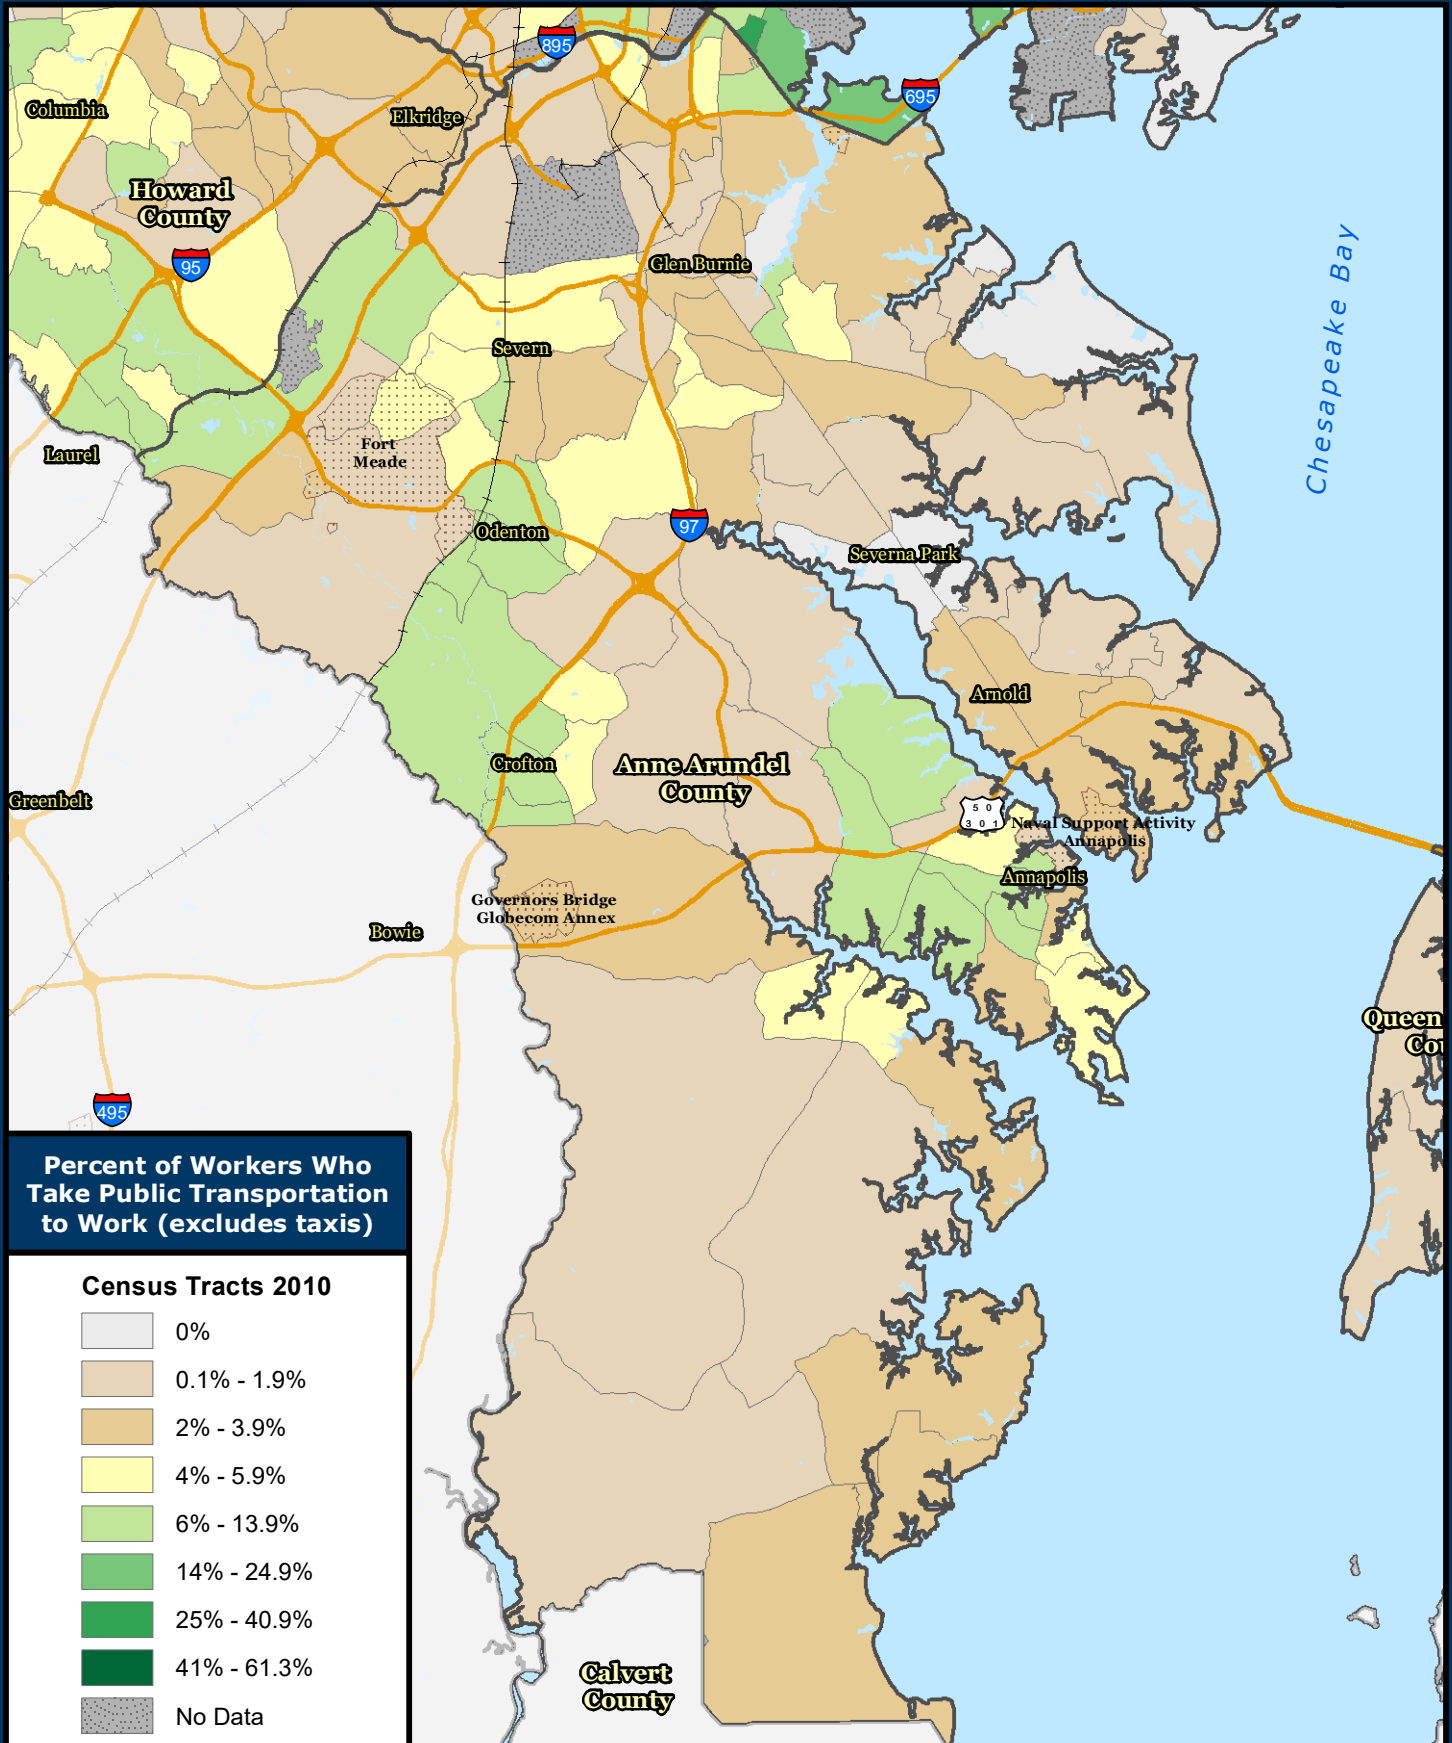 895
Columbia
Elkridge
695
Howard
County
95
Glen Burnie
Chesapeake Bay
Severn
Fort
Meade
Laurel
97
Odenton
Severna Park
Arnold
Crofton
Anne Arundel
County
Greenbelt
50
301
Naval Support Activity
Annapolis
Annapolis
Governors Bridge
Globecom Annex
Bowie
Queen
Cou
495
Percent of Workers Who
Take Public Transportation
to Work (excludes taxis)
Census Tracts 2010
0%
0.1% - 1.9%
2% - 3.9%
4% - 5.9%
6% - 13.9%
14% - 24.9%
25% - 40.9%
41% - 61.3%
No Data
Calvert
County